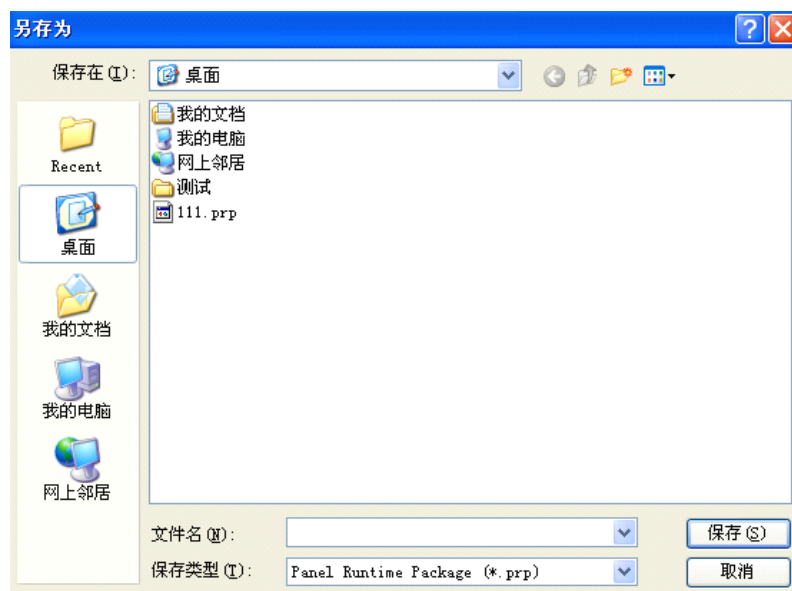 另存为
保存在(I):
桌面
Recent
桌面
我的文档
我的电脑
网上邻居
我的文档
我的电脑
网上邻居
测试
111.prp
文件名(N):
保存(S)
保存类型(T):
Panel Runtime Package (*.prp)
取消